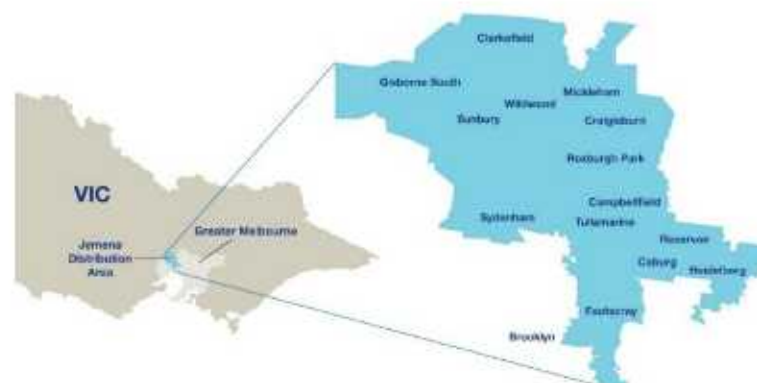 Clarkefield
Gisborne South
Mickleham
Wildwood
Sunbury
Craigieburn
Roxburgh Park
VIC
Campbellfield
Sydenham
Tullamarine
Greater Melbourne
Reservoir
Jemena
Distribution
Area
Coburg
Heidelberg
Footscray
Brooklyn